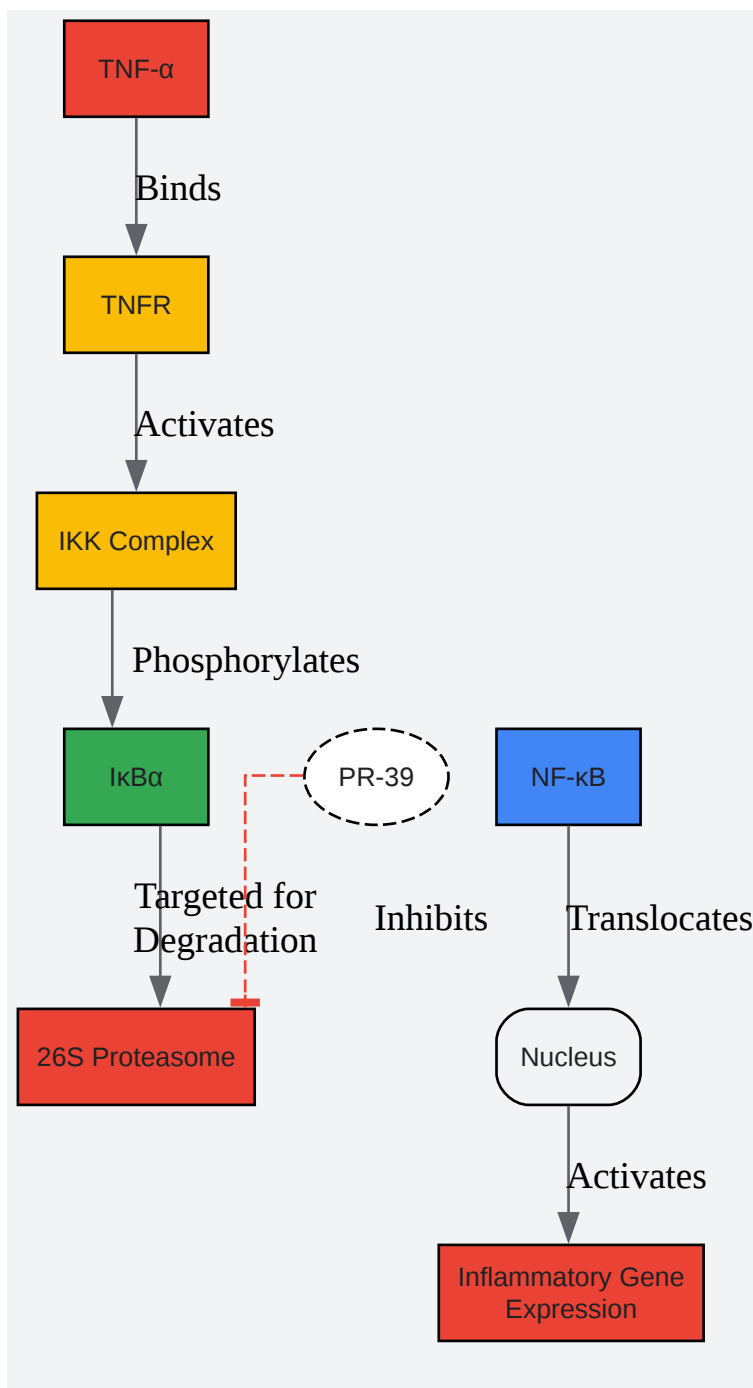 TNF-α
Binds
TNFR
Activates
IKK Complex
Phosphorylates
IκBα
PR-39
NF-κB
Targeted for
Degradation
Inhibits
Translocates
26S Proteasome
Nucleus
Activates
Inflammatory Gene
Expression